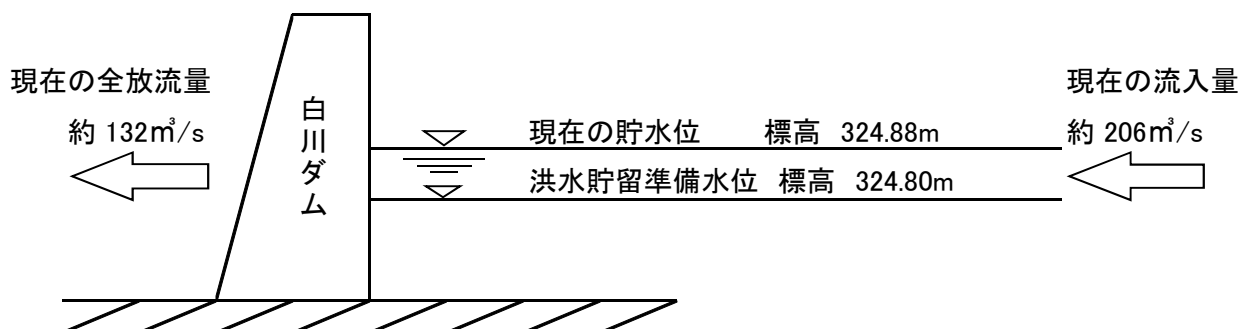 現在の全放流量
約 132㎥/s
白川ダム
現在の貯水位 標高 324.88m
洪水貯留準備水位 標高 324.80m
現在の流入量
約 206㎥/s